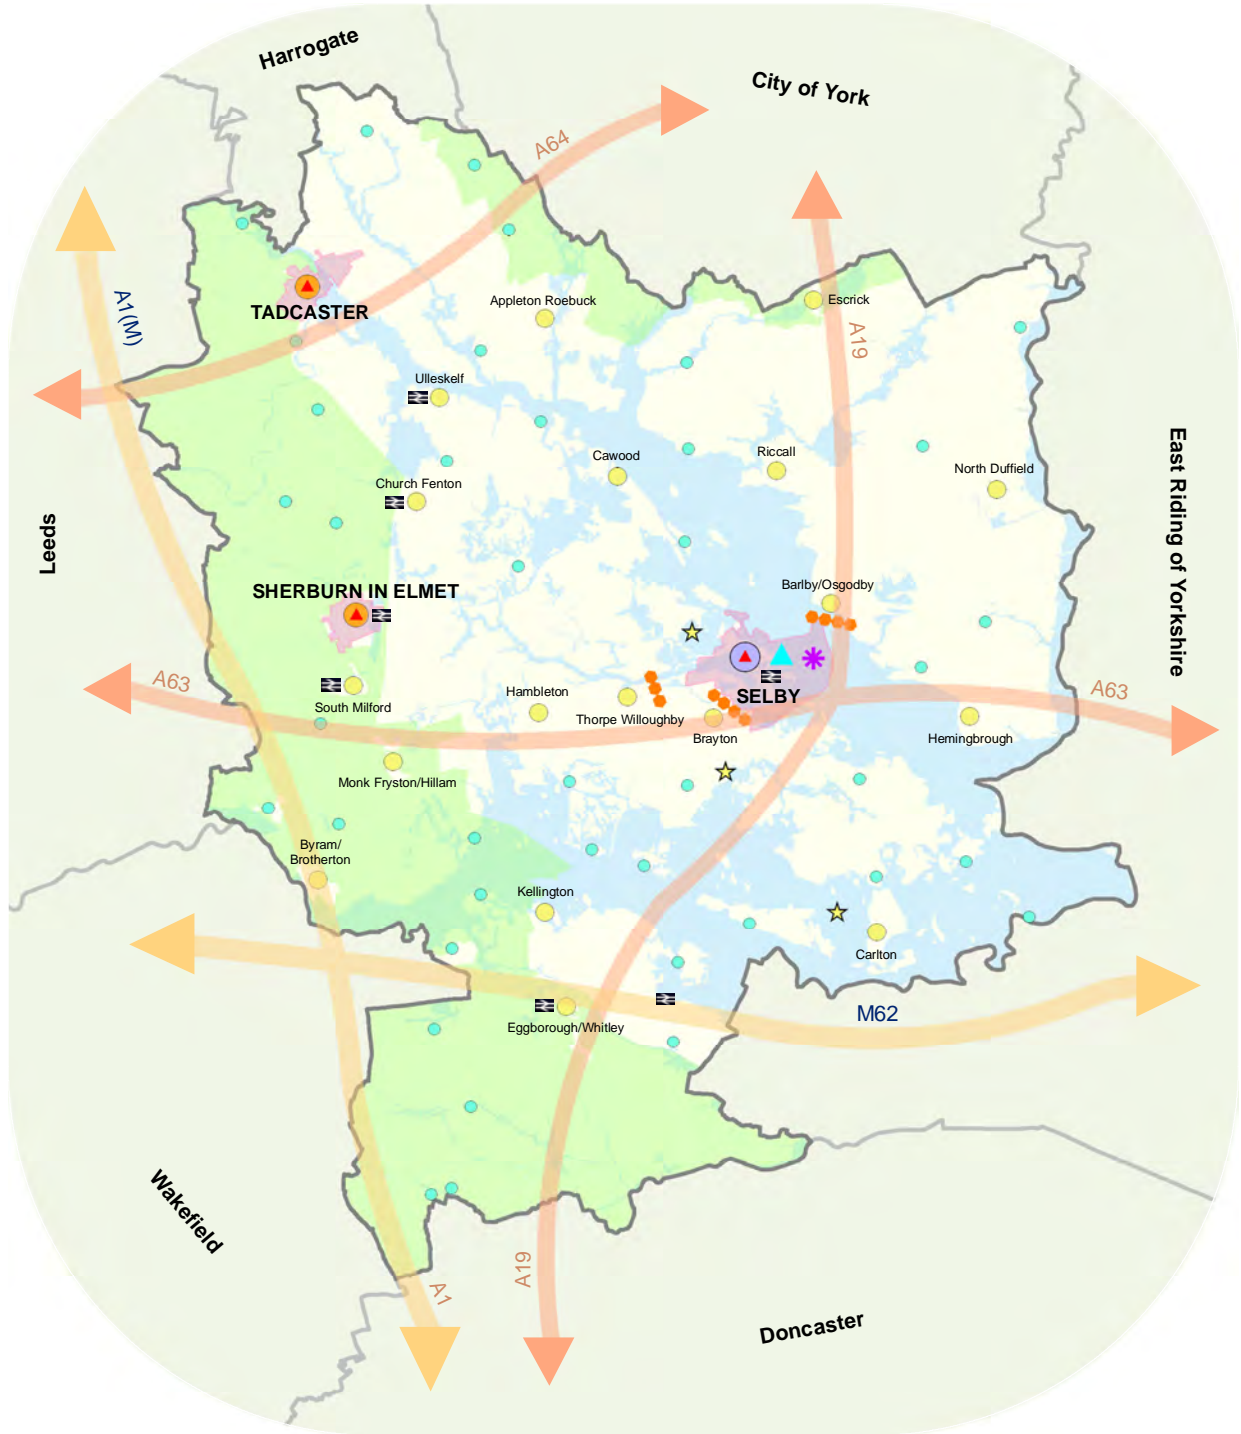 Harrogate
City of York
A64
A1(M)
TADCASTER
Appleton Roebuck
Escrick
A19
Ulleskelf
Cawood
Riccall
North Duffield
East Riding of Yorkshire
Church Fenton
Leeds
SHERBURN IN ELMET
Barlby/Osgodby
A63
South Milford
Hambleton
Thorpe Willoughby
SELBY
Brayton
A63
Hemingbrough
Monk Fryston/Hillam
Byram/
Brotherton
Kellington
Carlton
M62
Eggborough/Whitley
Wakefield
A19
A1
Doncaster